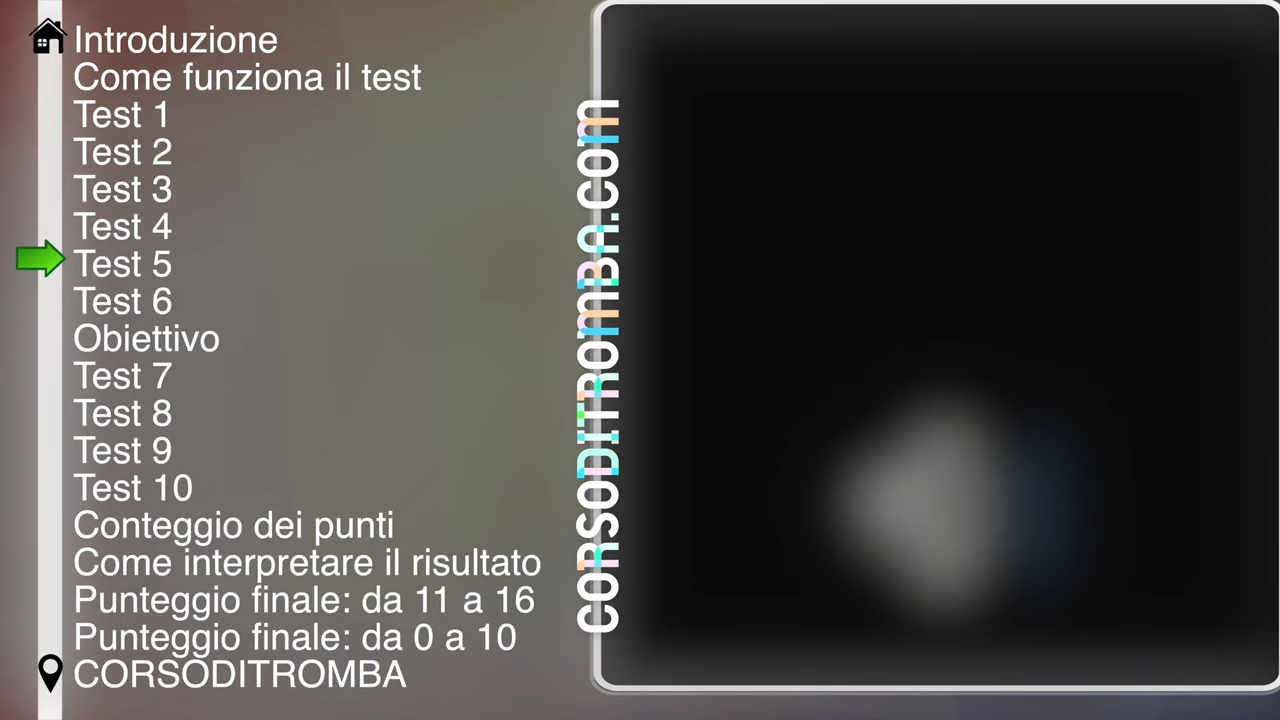 Introduzione
Come funziona il test
Test 1
Test 2
Test 3
Test 4
Test 5
Test 6
Obiettivo
Test 7
Test 8
Test 9
Test 10
Conteggio dei punti
Come interpretare il risultato
Punteggio finale: da 11 a 16
Punteggio finale: da 0 a 10
CORSODITROMBA
CORSODITROMBA.COM